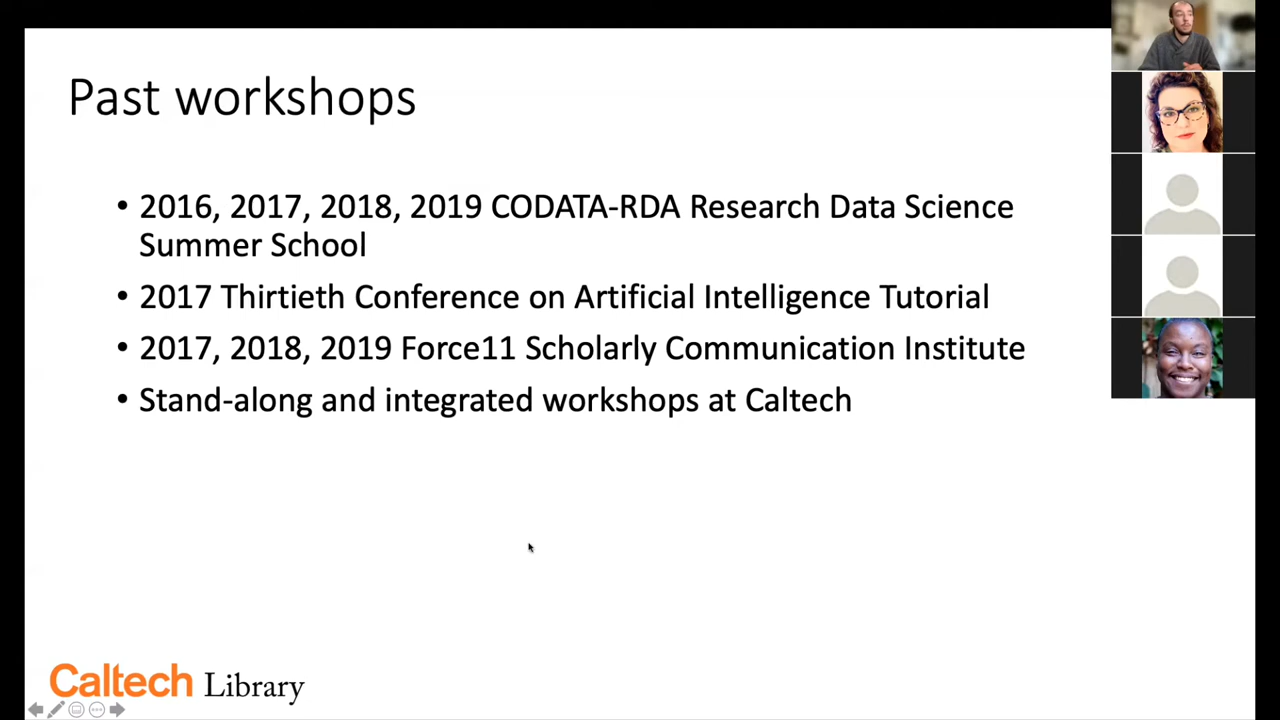 Past workshops
• 2016, 2017, 2018, 2019 CODATA-RDA Research Data Science
Summer School
• 2017 Thirtieth Conference on Artificial Intelligence Tutorial
• 2017, 2018, 2019 Force11 Scholarly Communication Institute
• Stand-along and integrated workshops at Caltech
Caltech Library